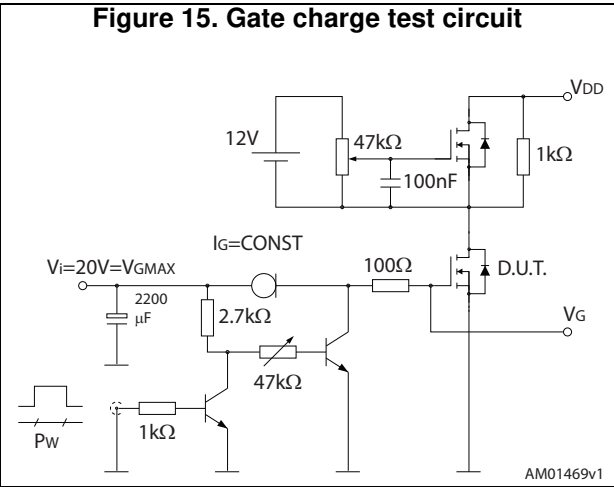 Figure 15. Gate charge test circuit
VDD
12V
47kΩ
1kΩ
100nF
IG=CONST
Vi=20V=VGMAX
100Ω
D.U.T.
2200
μF
2.7kΩ
VG
47kΩ
1kΩ
PW
AM01469v1